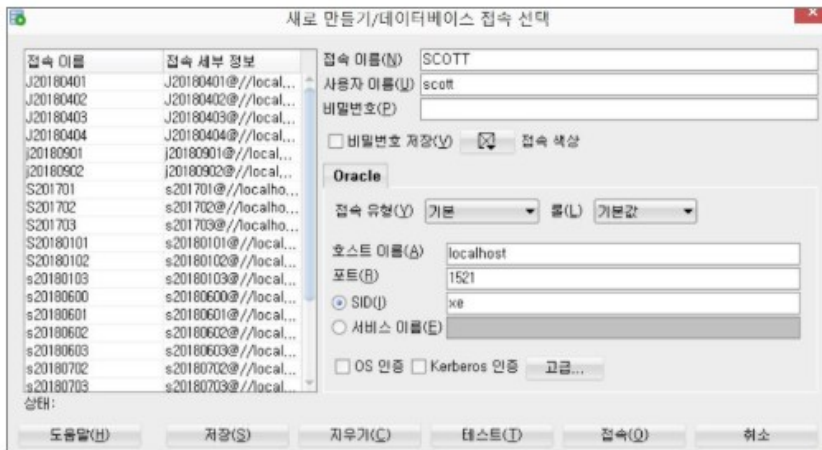 새로 만들기/데이터베이스 접속 선택
접속 이름 접속 세부 정보
J20180401 J20180401@//local...
J20180402 J20180402@//local...
J20180403 J20180403@//local...
J20180404 J20180404@//local...
j20180901 j20180901@//local...
j20180902 j20180902@//local...
S201701 s201701@//localho...
S201702 s201702@//localho...
S201703 s201703@//localho...
S20180101 s20180101@//local...
S20180102 s20180102@//local...
s20180103 s20180103@//local...
s20180600 s20180600@//local...
s20180601 s20180601@//local...
s20180602 s20180602@//local...
s20180603 s20180603@//local...
s20180702 s20180702@//local...
s20180703 s20180703@//local...
상태:
접속 이름(N) SCOTT
사용자 이름(U) scott
비밀번호(P)
비밀번호 저장(V) 접속 색상
Oracle
접속 유형(Y) 기본 롤(L) 기본값
호스트 이름(A) localhost
포트(R) 1521
SID(I) xe
서비스 이름(E)
OS 인증 Kerberos 인증 고급...
도움말(H) 저장(S) 지우기(C) 테스트(T) 접속(O) 취소